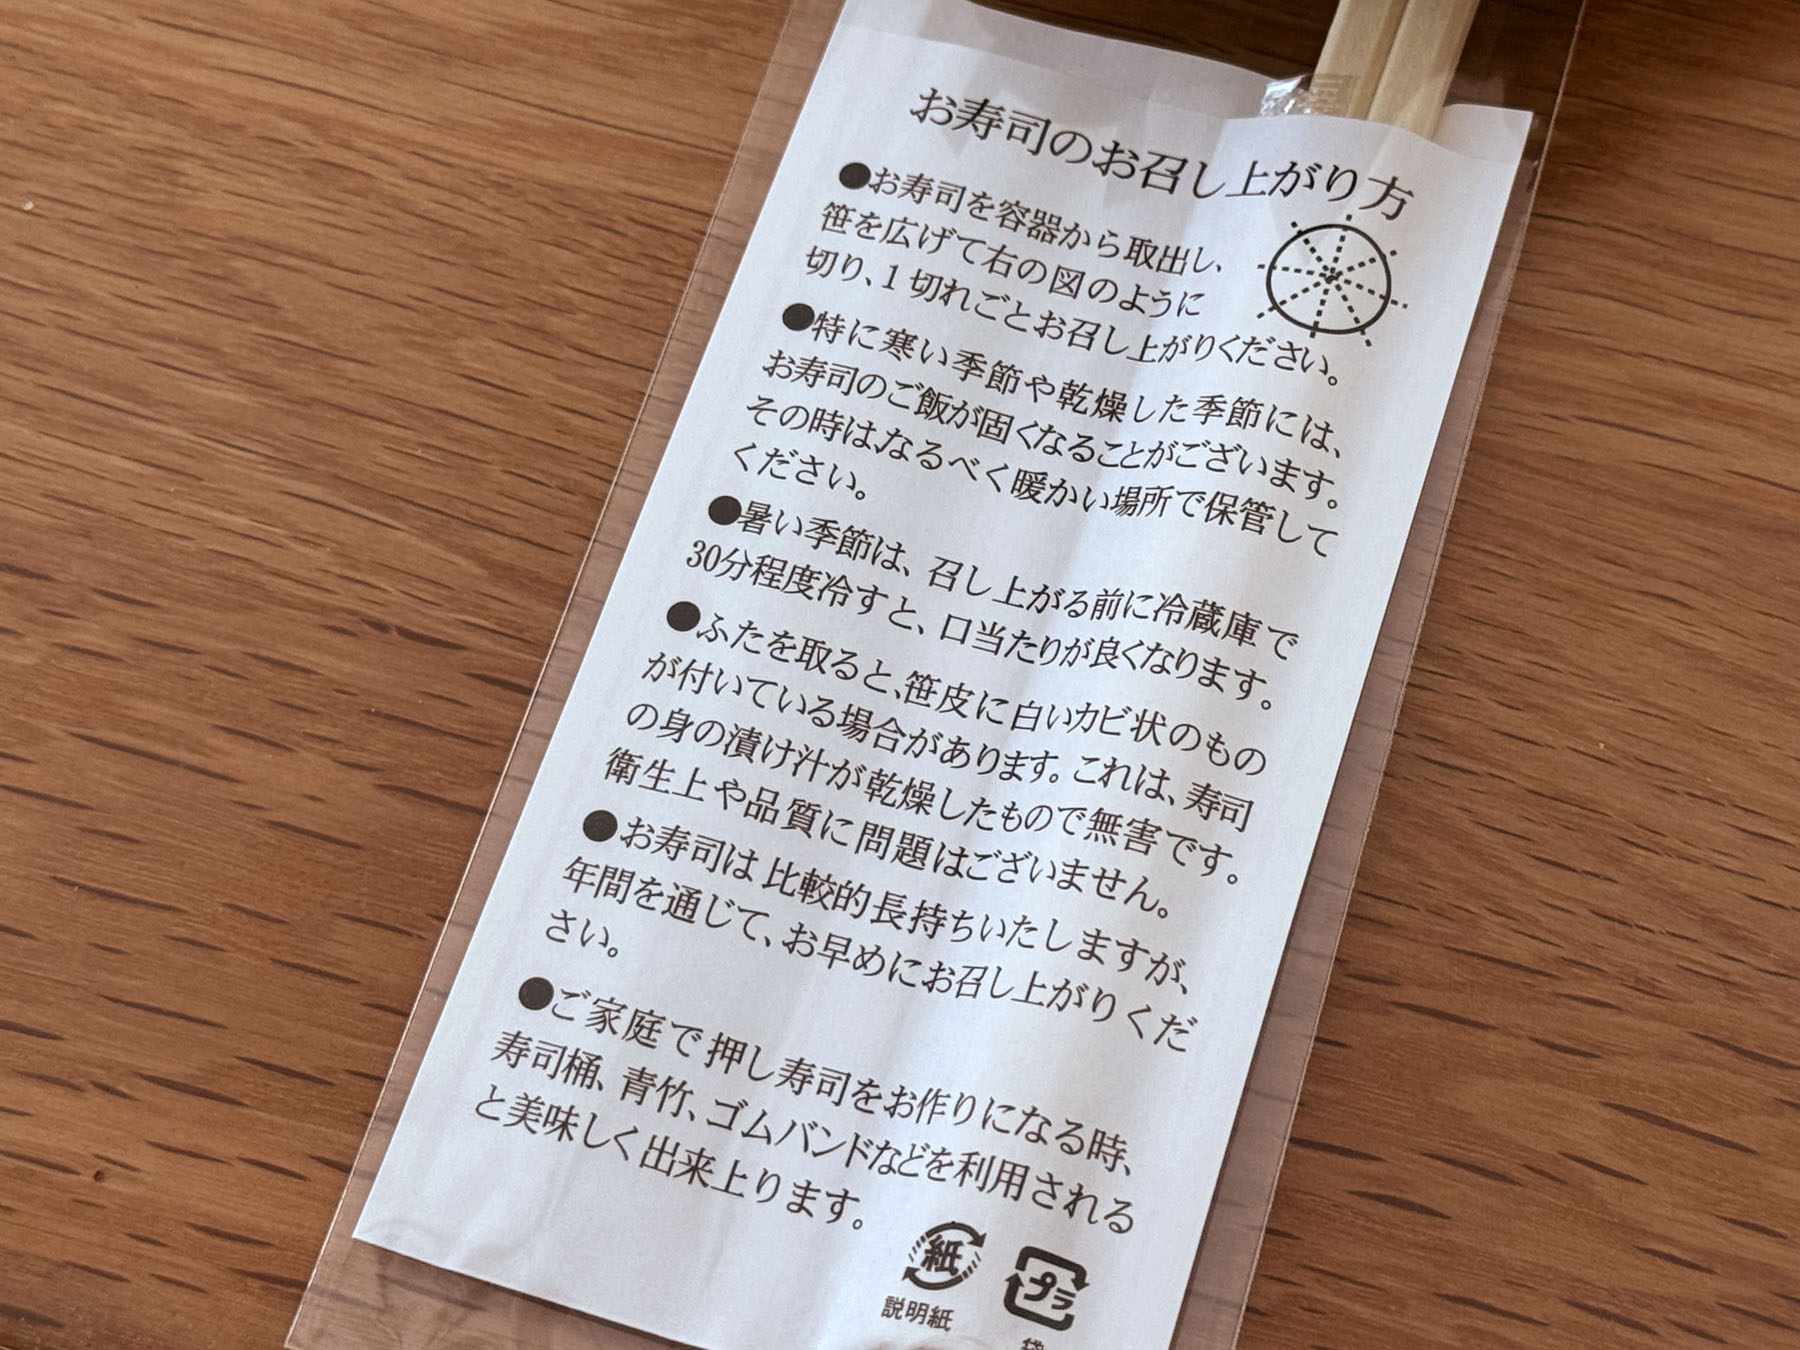 お寿司のお召し上がり方
●お寿司を容器から取出し、
笹を広げて右の図のように
切り、1切れごとお召し上がりください。
●特に寒い季節や乾燥した季節には、
お寿司のご飯が固くなることがございます。
その時はなるべく暖かい場所で保管して
ください。
●暑い季節は、召し上がる前に冷蔵庫で
30分程度冷すと、口当たりが良くなります。
●ふたを取ると、笹皮に白いカビ状のもの
が付いている場合があります。これは、寿司
の身の漬け汁が乾燥したもので無害です。
衛生上や品質に問題はございません。
●お寿司は比較的長持ちいたしますが、
年間を通じて、お早めにお召し上がりくだ
さい。
●ご家庭で押し寿司をお作りになる時、
寿司桶、青竹、ゴムバンドなどを利用される
と美味しく出来上ります。
紙
説明紙
プラ
袋